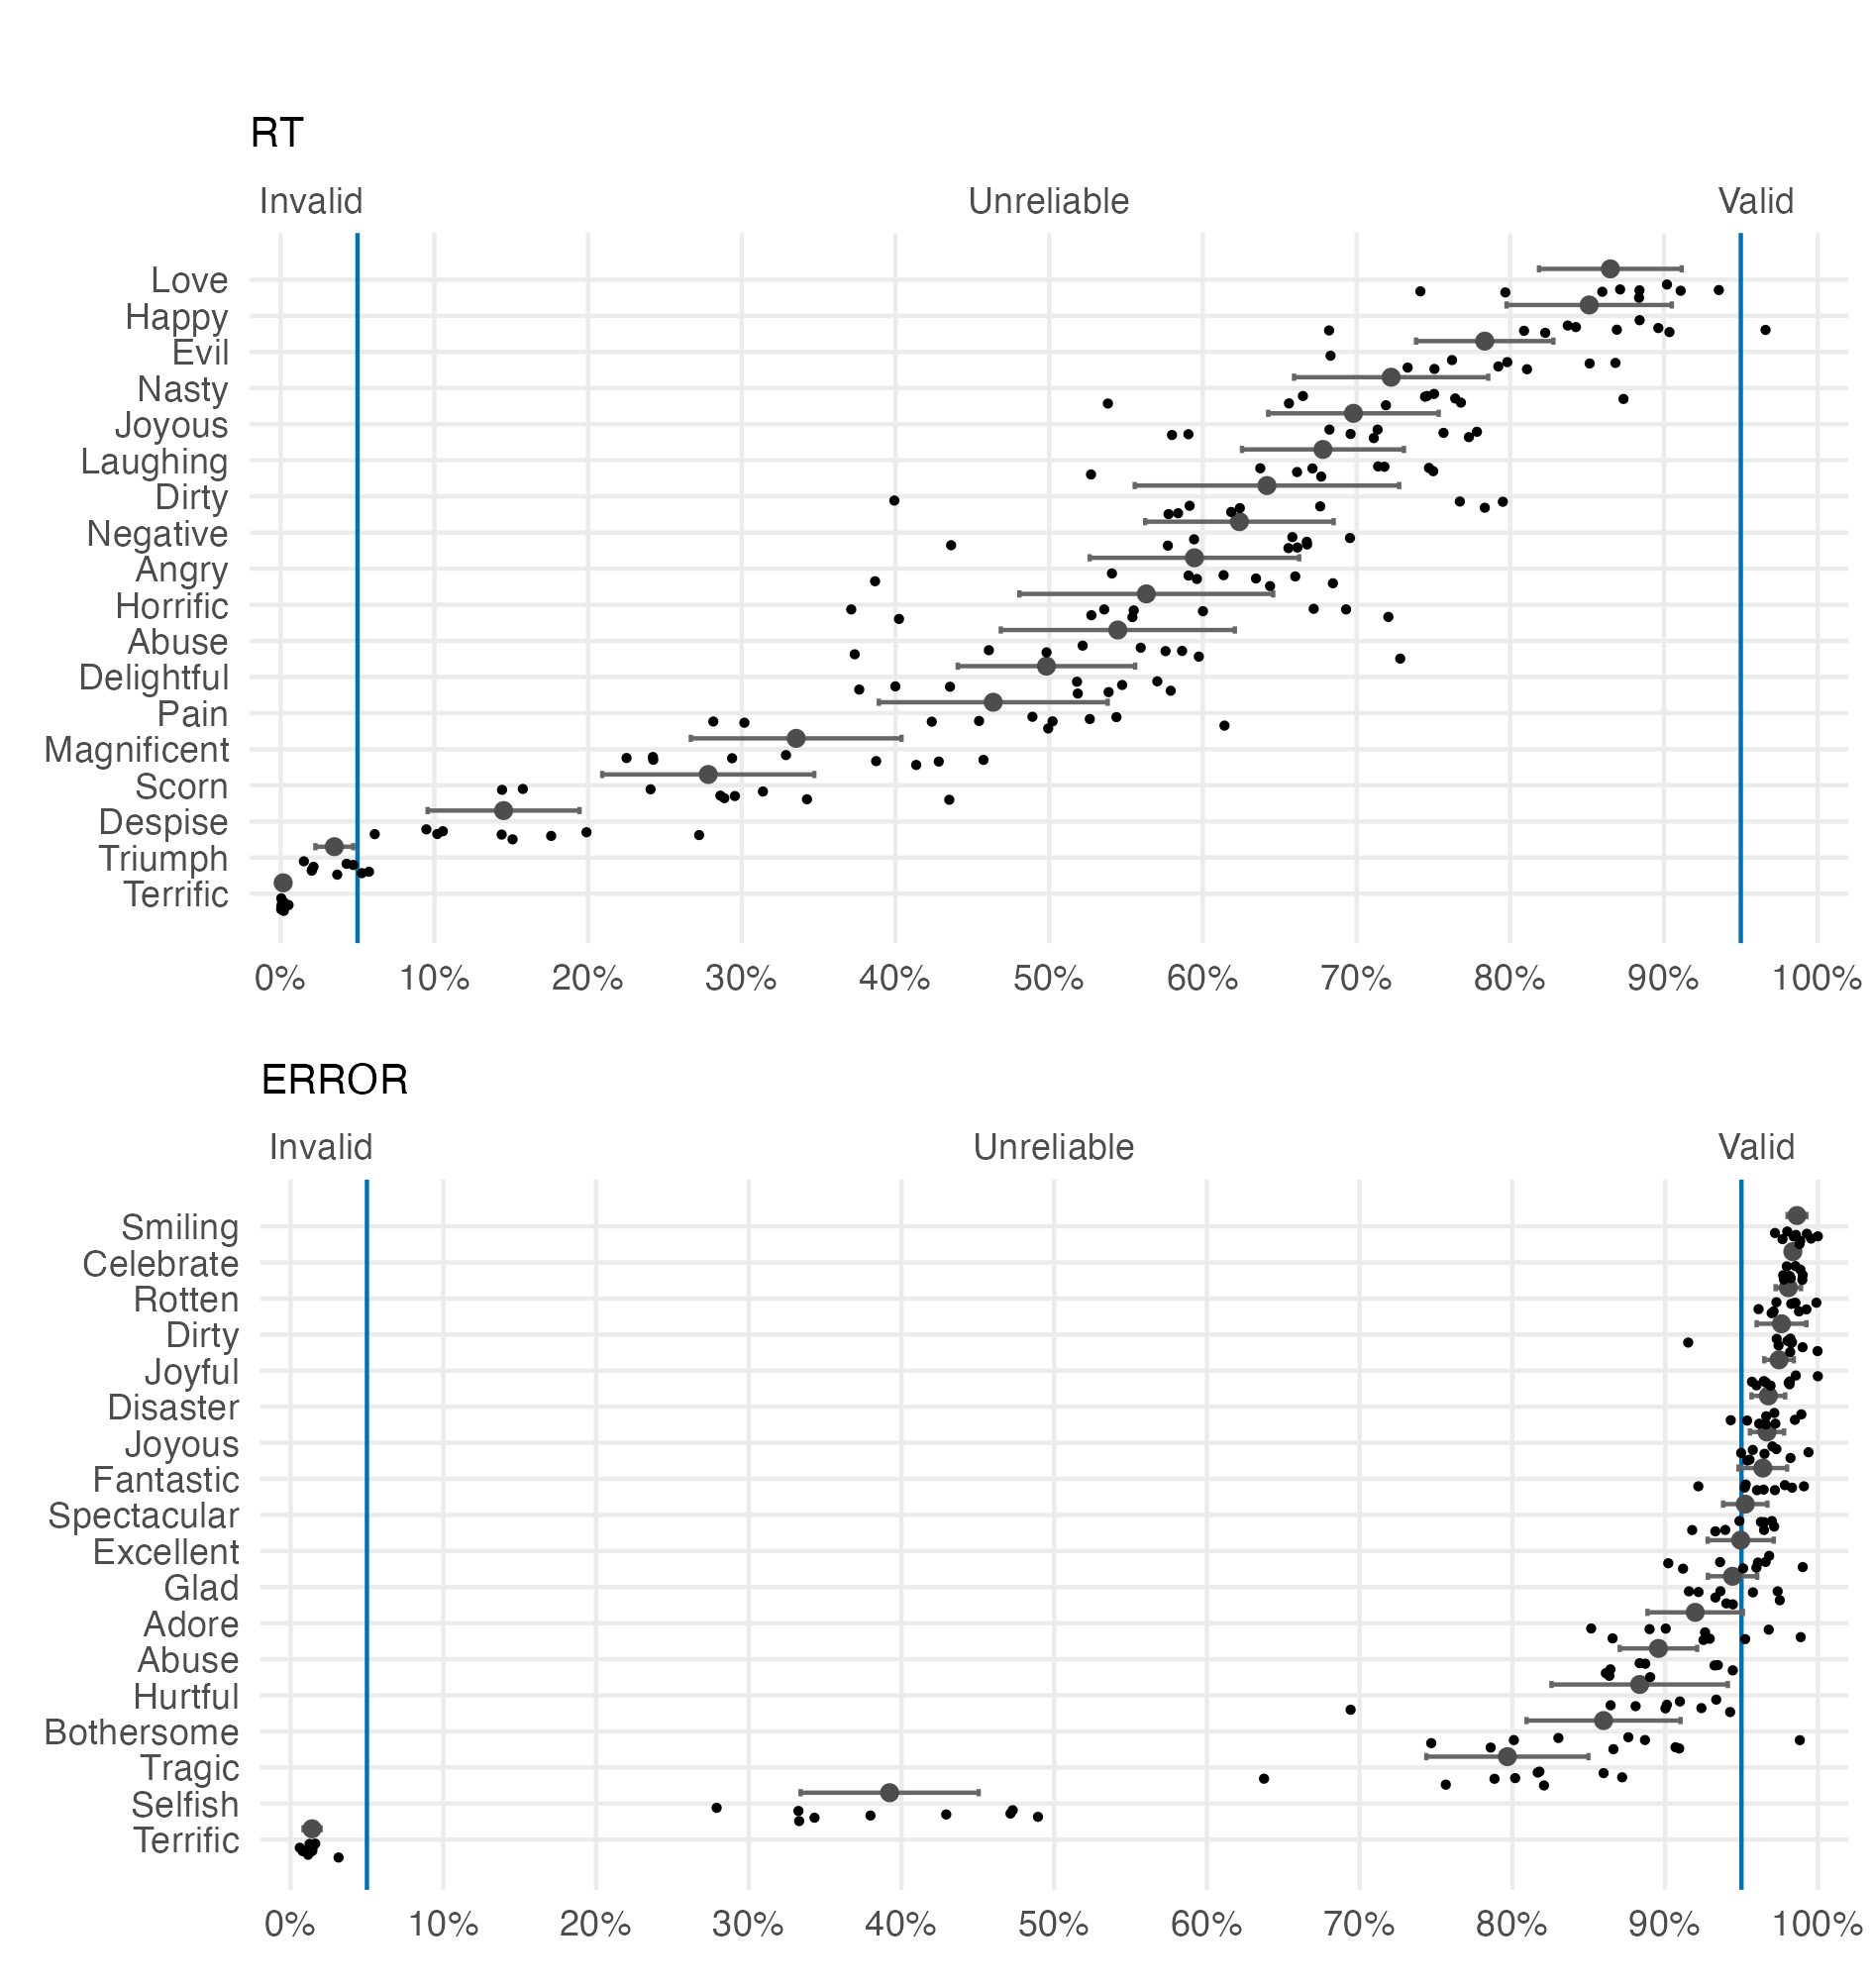 RT
Invalid Unreliable Valid
Love
Happy
Evil
Nasty
Joyous
Laughing
Dirty
Negative
Angry
Horrific
Abuse
Delightful
Pain
Magnificent
Scorn
Despise
Triumph
Terrific
0% 10% 20% 30% 40% 50% 60% 70% 80% 90% 100%
ERROR
Invalid Unreliable Valid
Smiling
Celebrate
Rotten
Dirty
Joyful
Disaster
Joyous
Fantastic
Spectacular
Excellent
Glad
Adore
Abuse
Hurtful
Bothersome
Tragic
Selfish
Terrific
0% 10% 20% 30% 40% 50% 60% 70% 80% 90% 100%